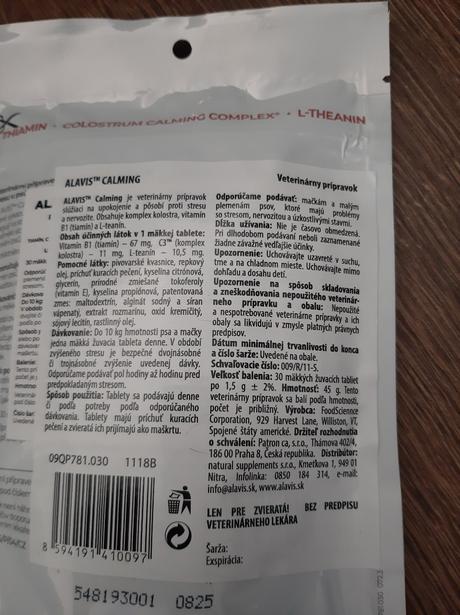 THIAMIN • COLOSTRUM CALMING COMPLEX® • L-THEANIN
ALAVIS™ CALMING
ALAVIS™ Calming je veterinárny prípravok
slúžiaci na upokojenie a pôsobí proti stresu
a nervozite. Obsahuje komplex kolostra, vitamín
B1 (tiamín) a L-teanín.
Obsah účinných látok v 1 mäkkej tablete:
Vitamín B1 (tiamín) – 67 mg, C3™ (komplex
kolostra) – 11 mg, L-teanín – 10,5 mg.
Pomocné látky: pivovarské kvasnice, repkový
olej, príchuť kuracích pečení, kyselina citrónová,
glycerín, prírodné zmiešané tokoferoly
(vitamín E), kyselina propiónová, patentovaná
zmes: maltodextrín, alginát sodný a síran
vápenatý, extrakt rozmarínu, oxid kremičitý,
sójový lecitín, rastlinný olej.
Dávkovanie: Do 10 kg hmotnosti psa a mačky
jedna mäkká žuvacia tableta denne. V období
zvýšeného stresu je bezpečné dvojnásobné
či trojnásobné zvýšenie uvedenej dávky.
Odporúčame podávať pol hodiny až hodinu pred
predpokladaným stresom.
Spôsob použitia: Tablety sa podávajú denne
či podľa potreby podľa odporúčaného
dávkovania. Tablety majú príchuť kuracích
pečení a zvieratá ich prijímajú ako maškrtu.
09QP781.030 1118B
8 594191 410097
Veterinárny prípravok
Odporúčame podávať: mačkám a malým
plemenám psov, ktoré majú problémy
so stresom, nervozitou a úzkostlivými stavmi.
Dĺžka užívania: Nie je časovo obmedzená.
Pri dlhodobom podávaní neboli zaznamenané
žiadne závažné vedľajšie účinky.
Upozornenie: Uchovávajte uzavreté v suchu,
tme a na chladnom mieste. Uchovávajte mimo
dohľadu a dosahu detí.
Upozornenie na spôsob skladovania
a zneškodňovania nepoužitého veterinár-
neho prípravku a obalu: Nepoužité
a nespotrebované veterinárne prípravky a ich
obaly sa likvidujú v zmysle platných právnych
predpisov.
Dátum minimálnej trvanlivosti do konca
a číslo šarže: Uvedené na obale.
Schvaľovacie číslo: 009/R/11-S.
Veľkosť balenia: 30 mäkkých žuvacích tabliet
po 1,5 g ± 2%. Hmotnosť: 45 g. Tento
veterinárny prípravok sa balí podľa hmotnosti,
počet je približný. Výrobca: FoodScience
Corporation, 929 Harvest Lane, Williston, VT,
Spojené štáty americké. Držiteľ rozhodnutia
o schválení: Patron ca, s.r.o., Thámova 402/4,
186 00 Praha 8, Česká republika. Distribútor:
natural supplements s.r.o., Kmeťkova 1, 949 01
Nitra, Infolinka: 0850 184 314, e-mail:
info@alavis.sk, www.alavis.sk
LEN PRE ZVIERATÁ! BEZ PREDPISU
VETERINÁRNEHO LEKÁRA
Šarža:
Exspirácia:
548193001 0825